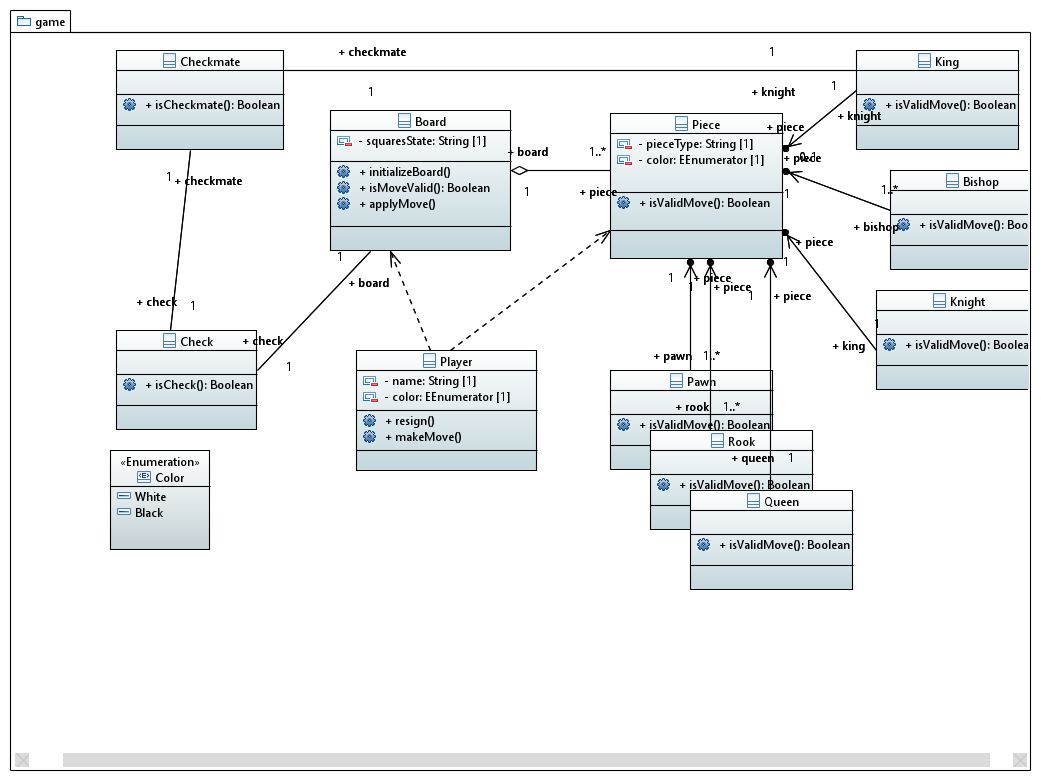 game
+ checkmate
1
Checkmate
+ isCheckmate(): Boolean
King
+ isValidMove(): Boolean
1
+ knight
1
+ knight
Board
- squaresState: String [1]
+ initializeBoard()
+ isMoveValid(): Boolean
+ applyMove()
+ board
1
1..*
+ piece
Piece
- pieceType: String [1]
- color: EEnumerator [1]
+ isValidMove(): Boolean
+ piece
+ piece
1
Bishop
1..*
+ isValidMove(): Boo
+ bishop
+ piece
1
1
+ checkmate
+ check
1
Check
+ isCheck(): Boolean
1
+ board
+ check
1
Player
- name: String [1]
- color: EEnumerator [1]
+ resign()
+ makeMove()
1
+ piece
1
+ piece
1
+ piece
Knight
1
+ isValidMove(): Boolea
+ king
+ pawn
1..*
Pawn
+ isValidMove(): Boolean
+ rook
1..*
Rook
+ isValidMove(): Boolean
+ queen
1
Queen
+ isValidMove(): Boolean
«Enumeration»
Color
White
Black